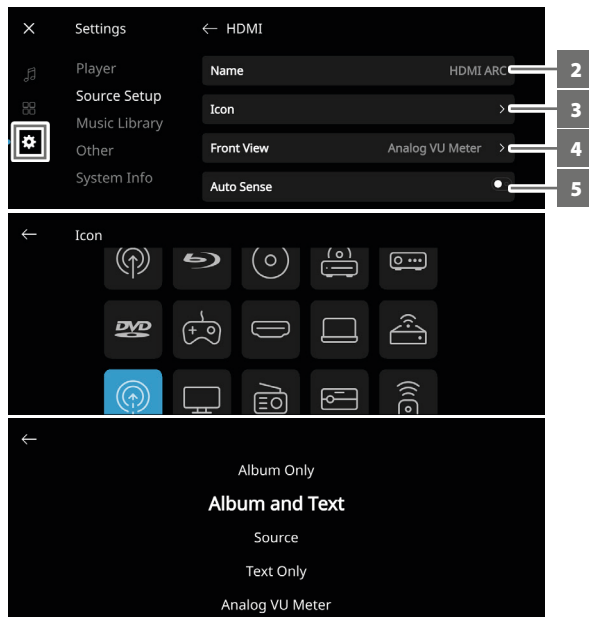 Settings
HDMI
Player
Source Setup
Music Library
Other
System Info
Name HDMI ARC 2
Icon 3
Front View Analog VU Meter 4
Auto Sense 5
Icon
DVD
Album Only
Album and Text
Source
Text Only
Analog VU Meter